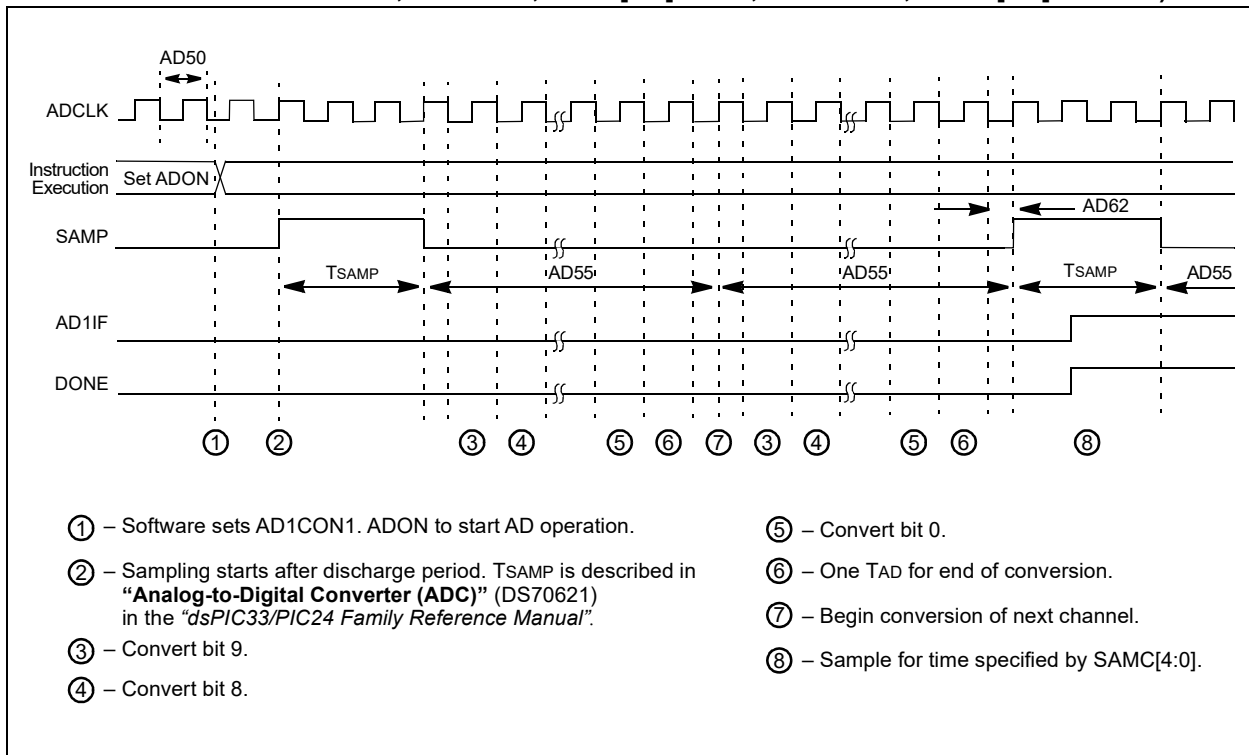 AD50
ADCLK
Instruction
Execution
Set ADON
AD62
SAMP
TSAMP
AD55
AD55
TSAMP
AD55
AD1IF
DONE
1 2 3 4 5 6 7 3 4 5 6 8
1 – Software sets AD1CON1. ADON to start AD operation.
2 – Sampling starts after discharge period. TSAMP is described in
“Analog-to-Digital Converter (ADC)” (DS70621)
in the “dsPIC33/PIC24 Family Reference Manual”.
3 – Convert bit 9.
4 – Convert bit 8.
5 – Convert bit 0.
6 – One TAD for end of conversion.
7 – Begin conversion of next channel.
8 – Sample for time specified by SAMC[4:0].